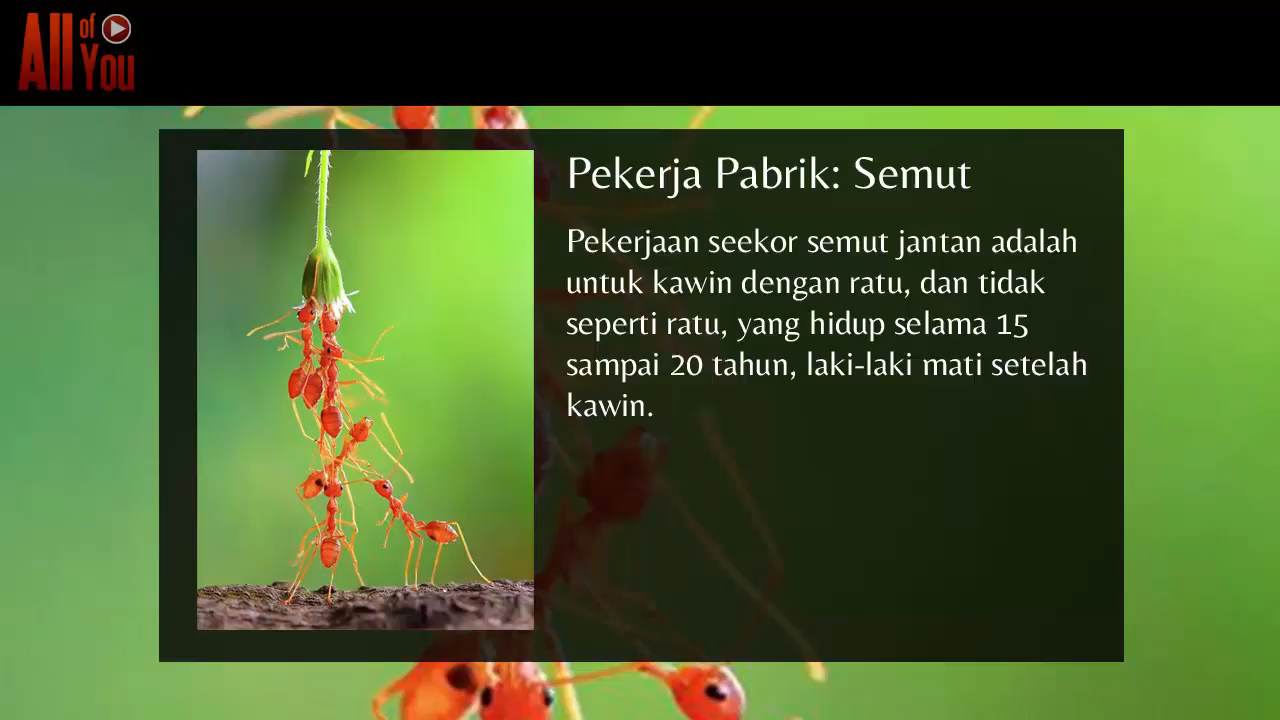 All of You
Pekerja Pabrik: Semut
Pekerjaan seekor semut jantan adalah
untuk kawin dengan ratu, dan tidak
seperti ratu, yang hidup selama 15
sampai 20 tahun, laki-laki mati setelah
kawin.